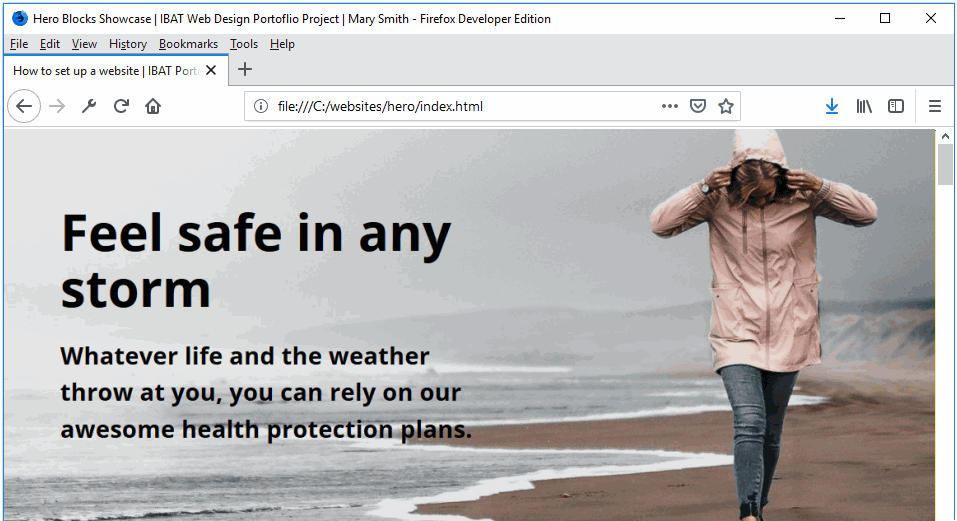 Hero Blocks Showcase | IBAT Web Design Portoflio Project | Mary Smith - Firefox Developer Edition
File Edit View History Bookmarks Tools Help
How to set up a website | IBAT Port
file:///C:/websites/hero/index.html
Feel safe in any
storm
Whatever life and the weather
throw at you, you can rely on our
awesome health protection plans.